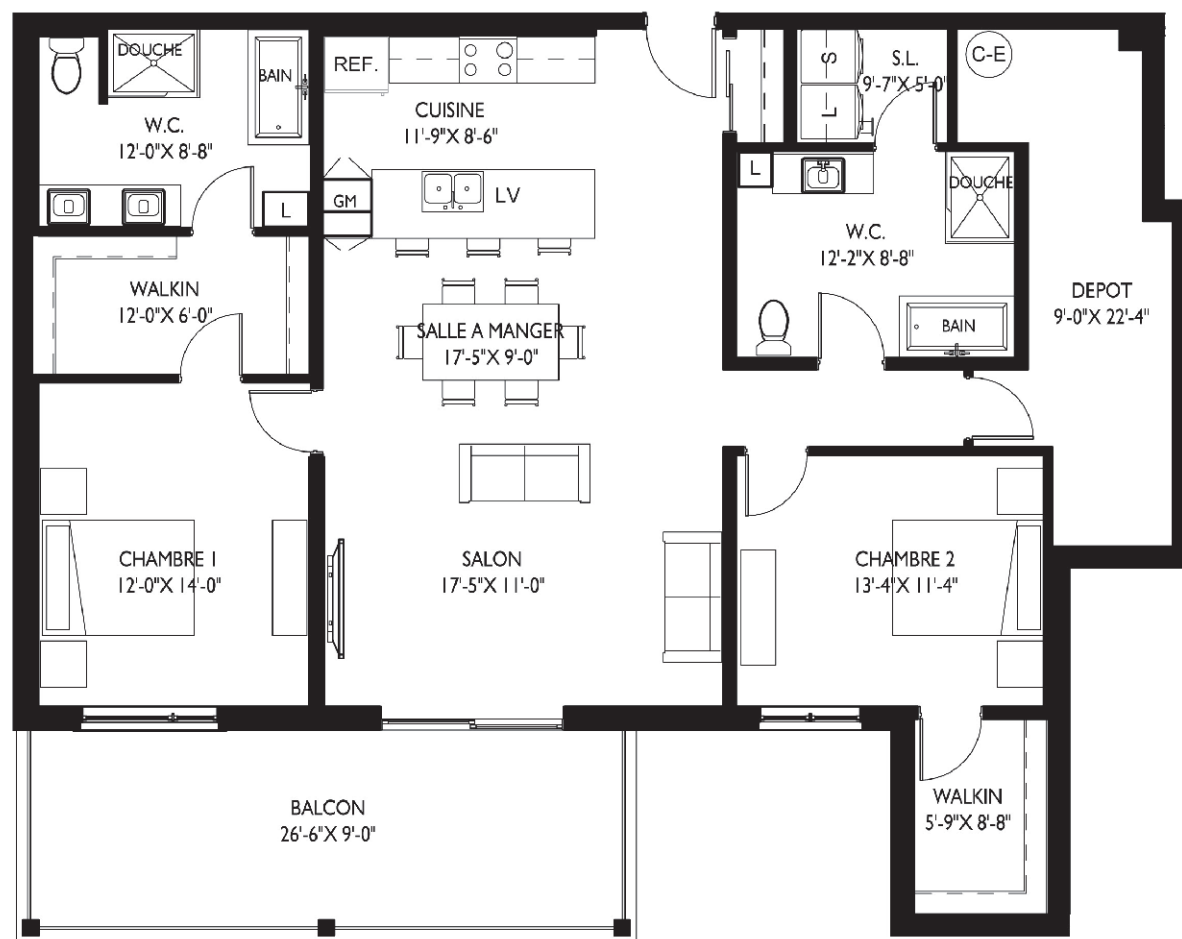 DOUCHE
BAIN
W.C.
12'-0"X 8'-8"
L
REF.
CUISINE
11'-9"X 8'-6"
GM
LV
S
L
S.L.
9'-7"X 5'-0"
C-E
L
DOUCHE
W.C.
12'-2"X 8'-8"
BAIN
DEPOT
9'-0"X 22'-4"
WALKIN
12'-0"X 6'-0"
SALLE A MANGER
17'-5"X 9'-0"
CHAMBRE 1
12'-0"X 14'-0"
SALON
17'-5"X 11'-0"
CHAMBRE 2
13'-4"X 11'-4"
BALCON
26'-6"X 9'-0"
WALKIN
5'-9"X 8'-8"